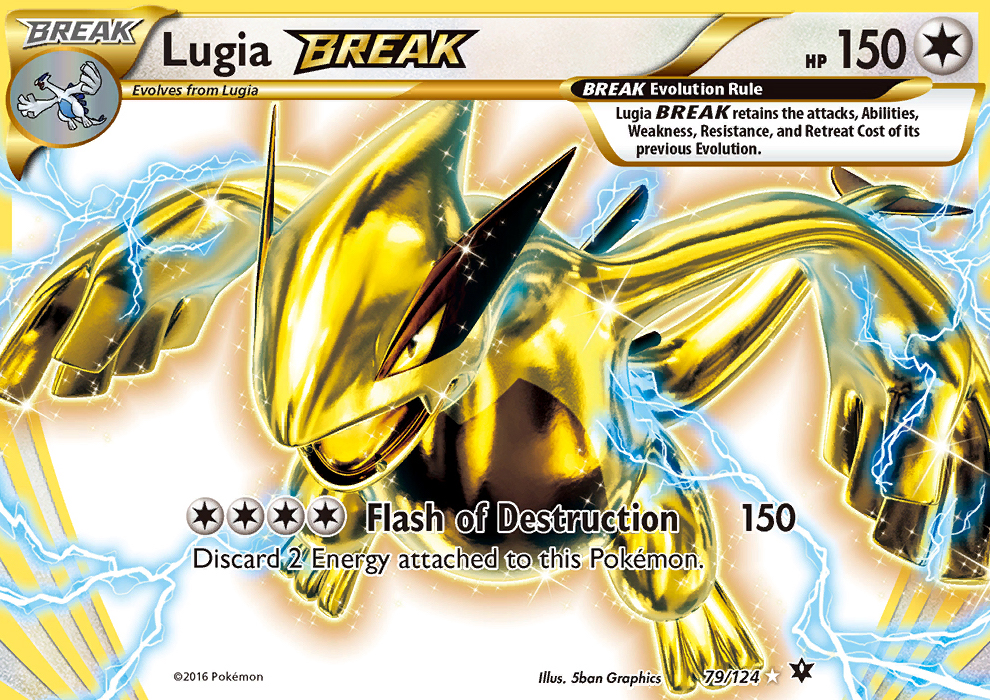 BREAK
Lugia BREAK
HP 150
Evolves from Lugia
BREAK Evolution Rule
Lugia BREAK retains the attacks, Abilities,
Weakness, Resistance, and Retreat Cost of its
previous Evolution.
Flash of Destruction 150
Discard 2 Energy attached to this Pokémon.
©2016 Pokémon
Illus. 5ban Graphics
79/124